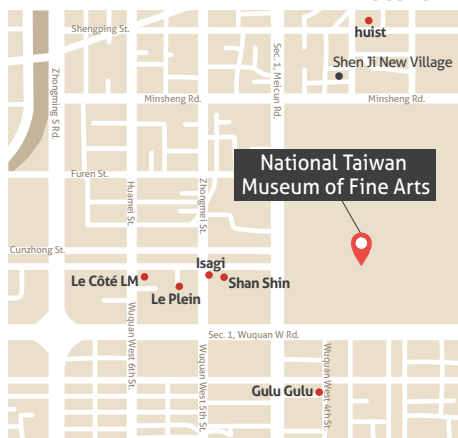 huist
Shengping St.
Shen Ji New Village
Zhongming S Rd.
Sec. 1, Meicun Rd.
Minsheng Rd.
Minsheng Rd.
National Taiwan
Museum of Fine Arts
Furen St.
Huamei St.
Zhongmei St.
Cunzhong St.
Isagi
Le Côté LM
Shan Shin
Le Plein
Sec. 1, Wuquan W Rd.
Wuquan West 6th St.
Wuquan West 5th St.
Wuquan West 4th St.
Gulu Gulu